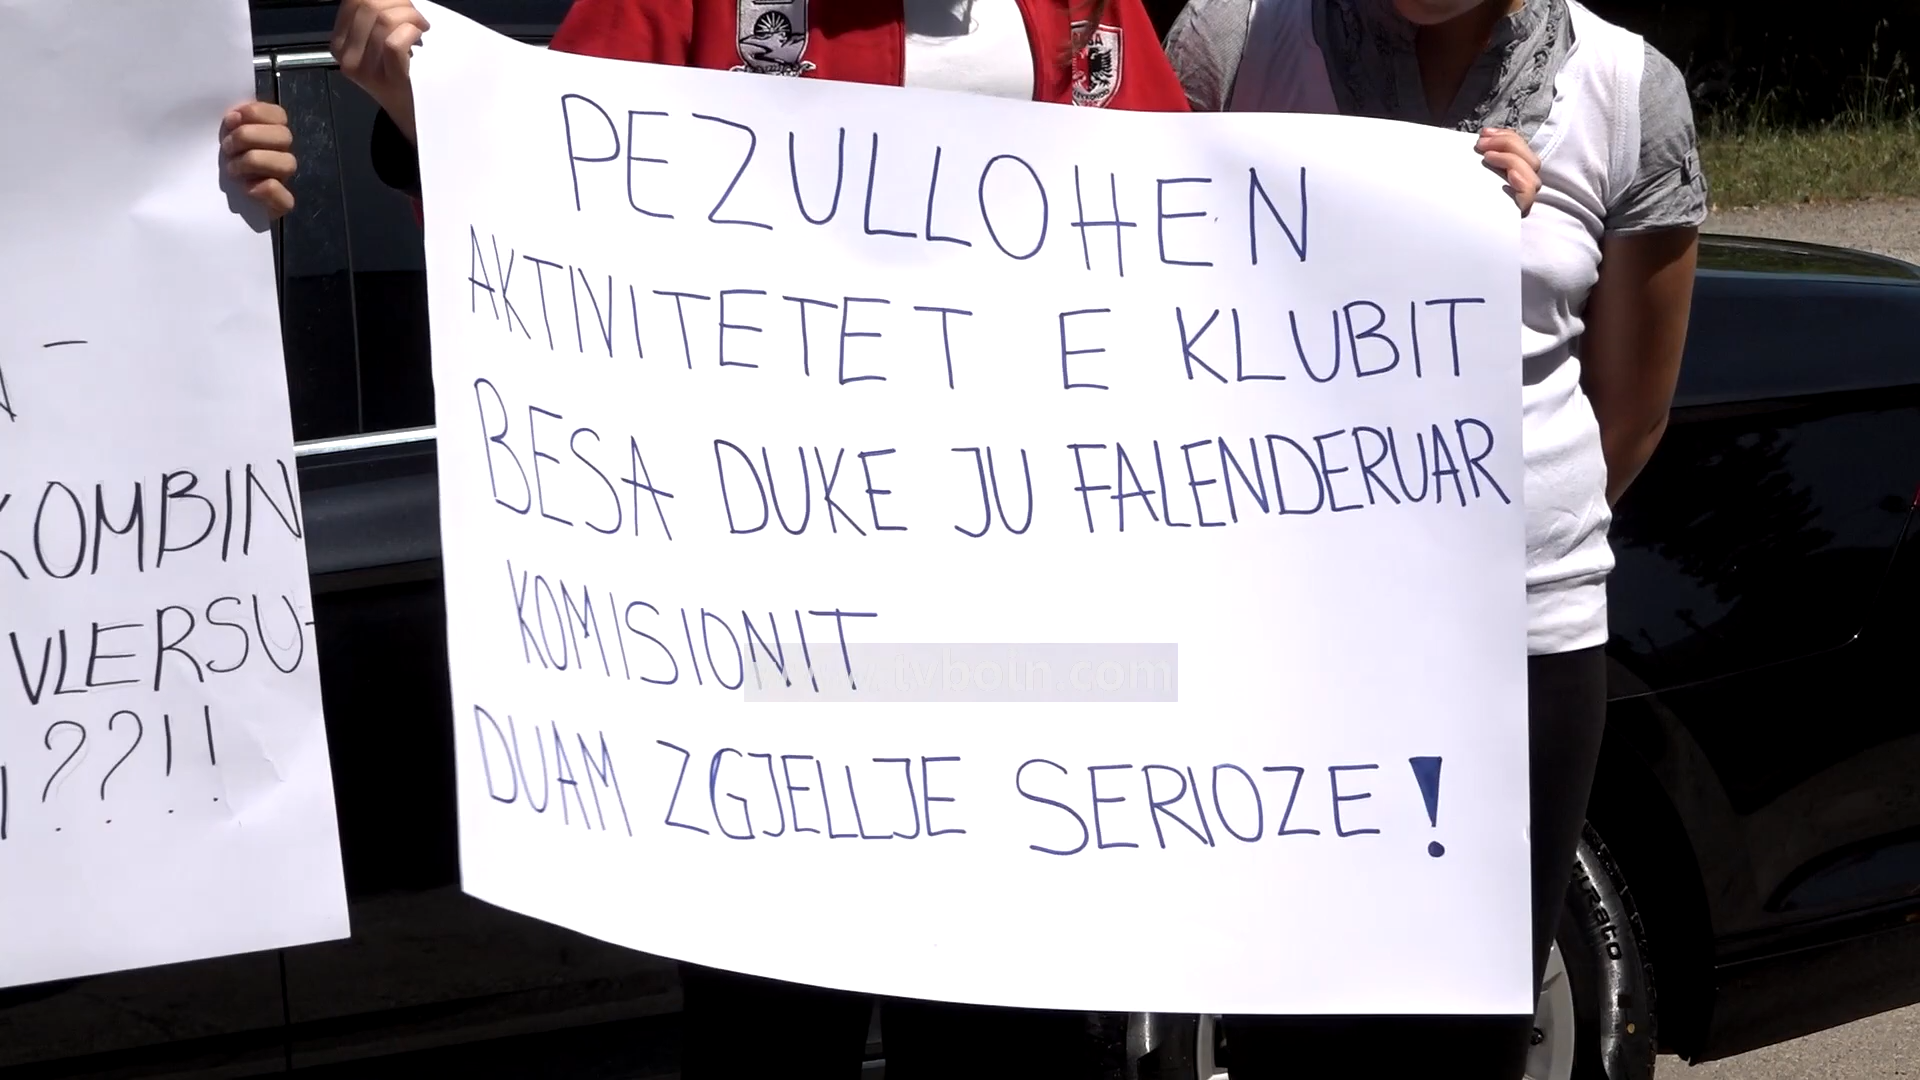 PEZULLOHEN
AKTIVITETET E KLUBIT
BESA DUKE JU FALENDERUAR
KOMISIONIT
DUAM ZGJELLJE SERIOZE!
KOMBIN
VLERSU-
??!!
www.tvboin.com